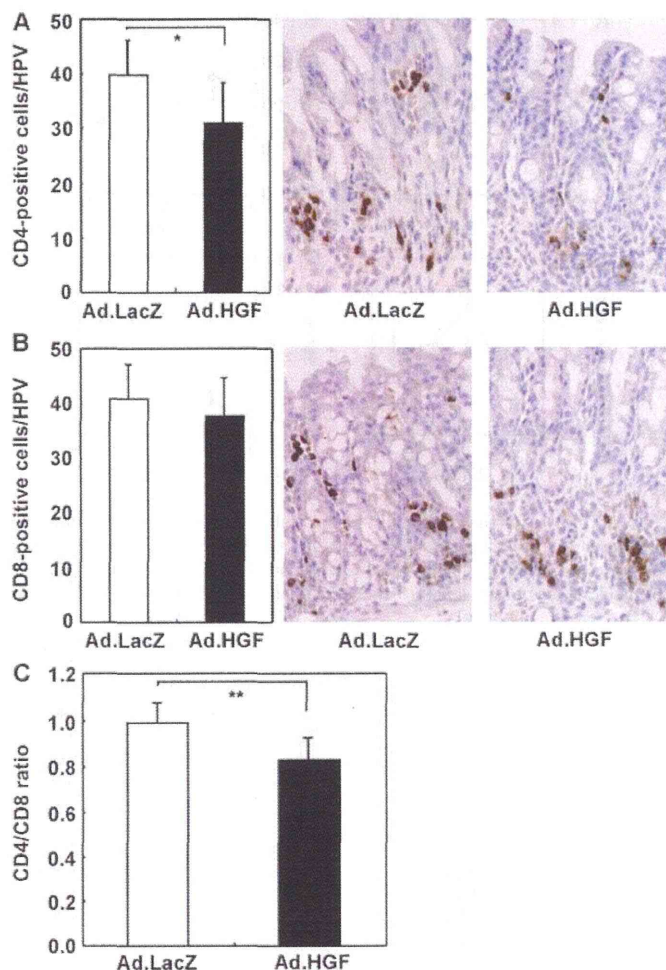 A
CD4-positive cells/HPV
50
40
30
20
10
0
*
Ad.LacZ
Ad.HGF
Ad.LacZ
Ad.HGF
B
CD8-positive cells/HPV
50
40
30
20
10
0
Ad.LacZ
Ad.HGF
Ad.LacZ
Ad.HGF
C
CD4/CD8 ratio
1.2
1.0
0.8
0.6
0.4
0.2
0.0
**
Ad.LacZ
Ad.HGF